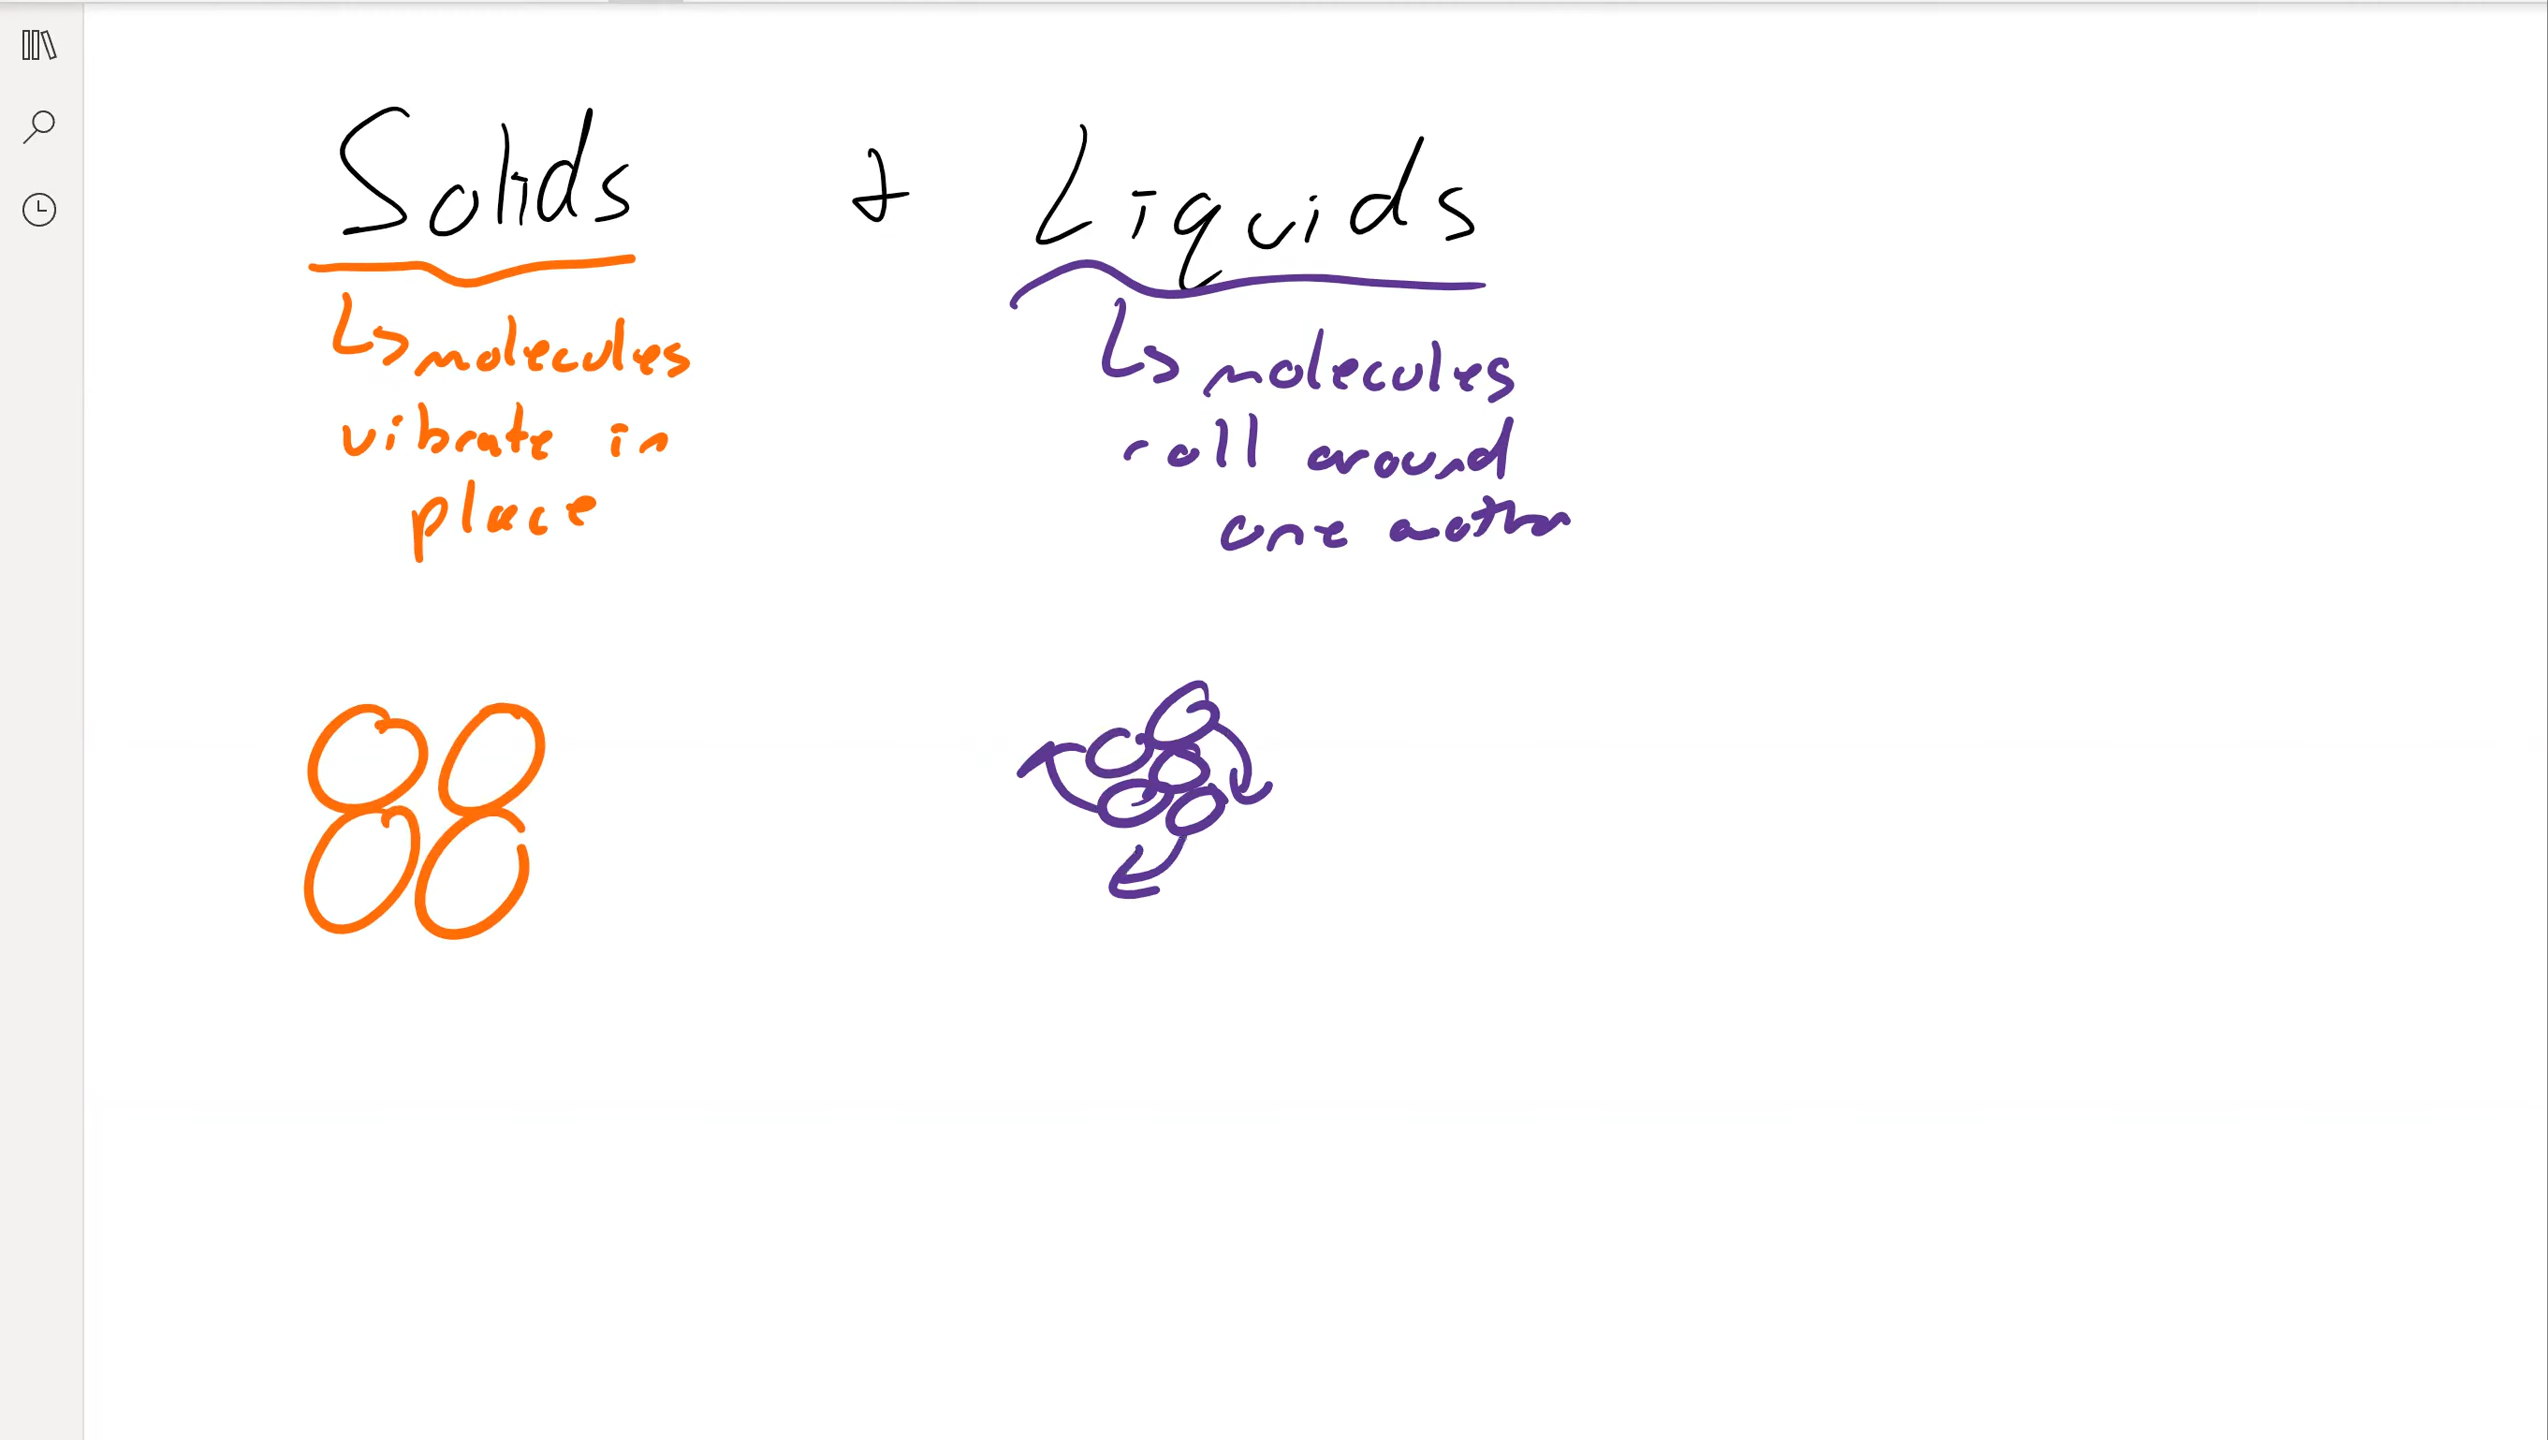 Solids + Liquids
↳ molecules
vibrate in
place
↳ molecules
roll around
one another